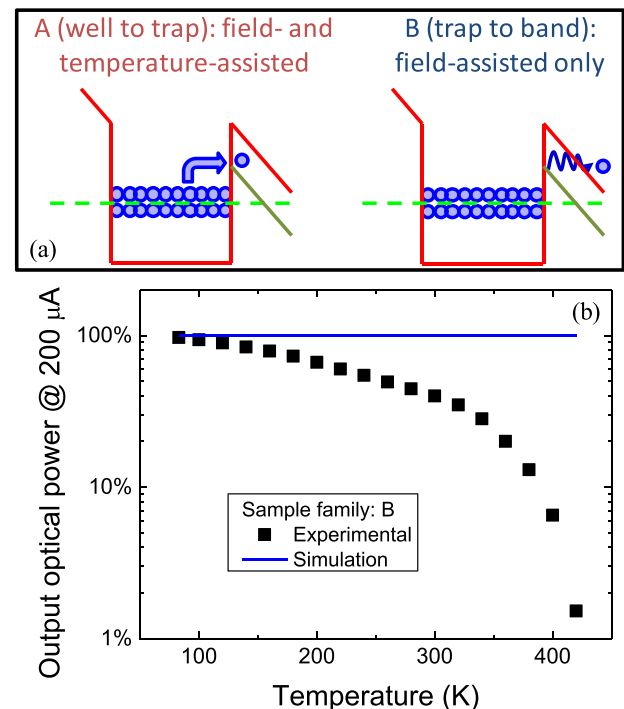 A (well to trap): field- and
temperature-assisted
B (trap to band):
field-assisted only
(a)
(b)
Output optical power @ 200 μA
100%
10%
1%
Sample family: B
Experimental
Simulation
100
200
300
400
Temperature (K)